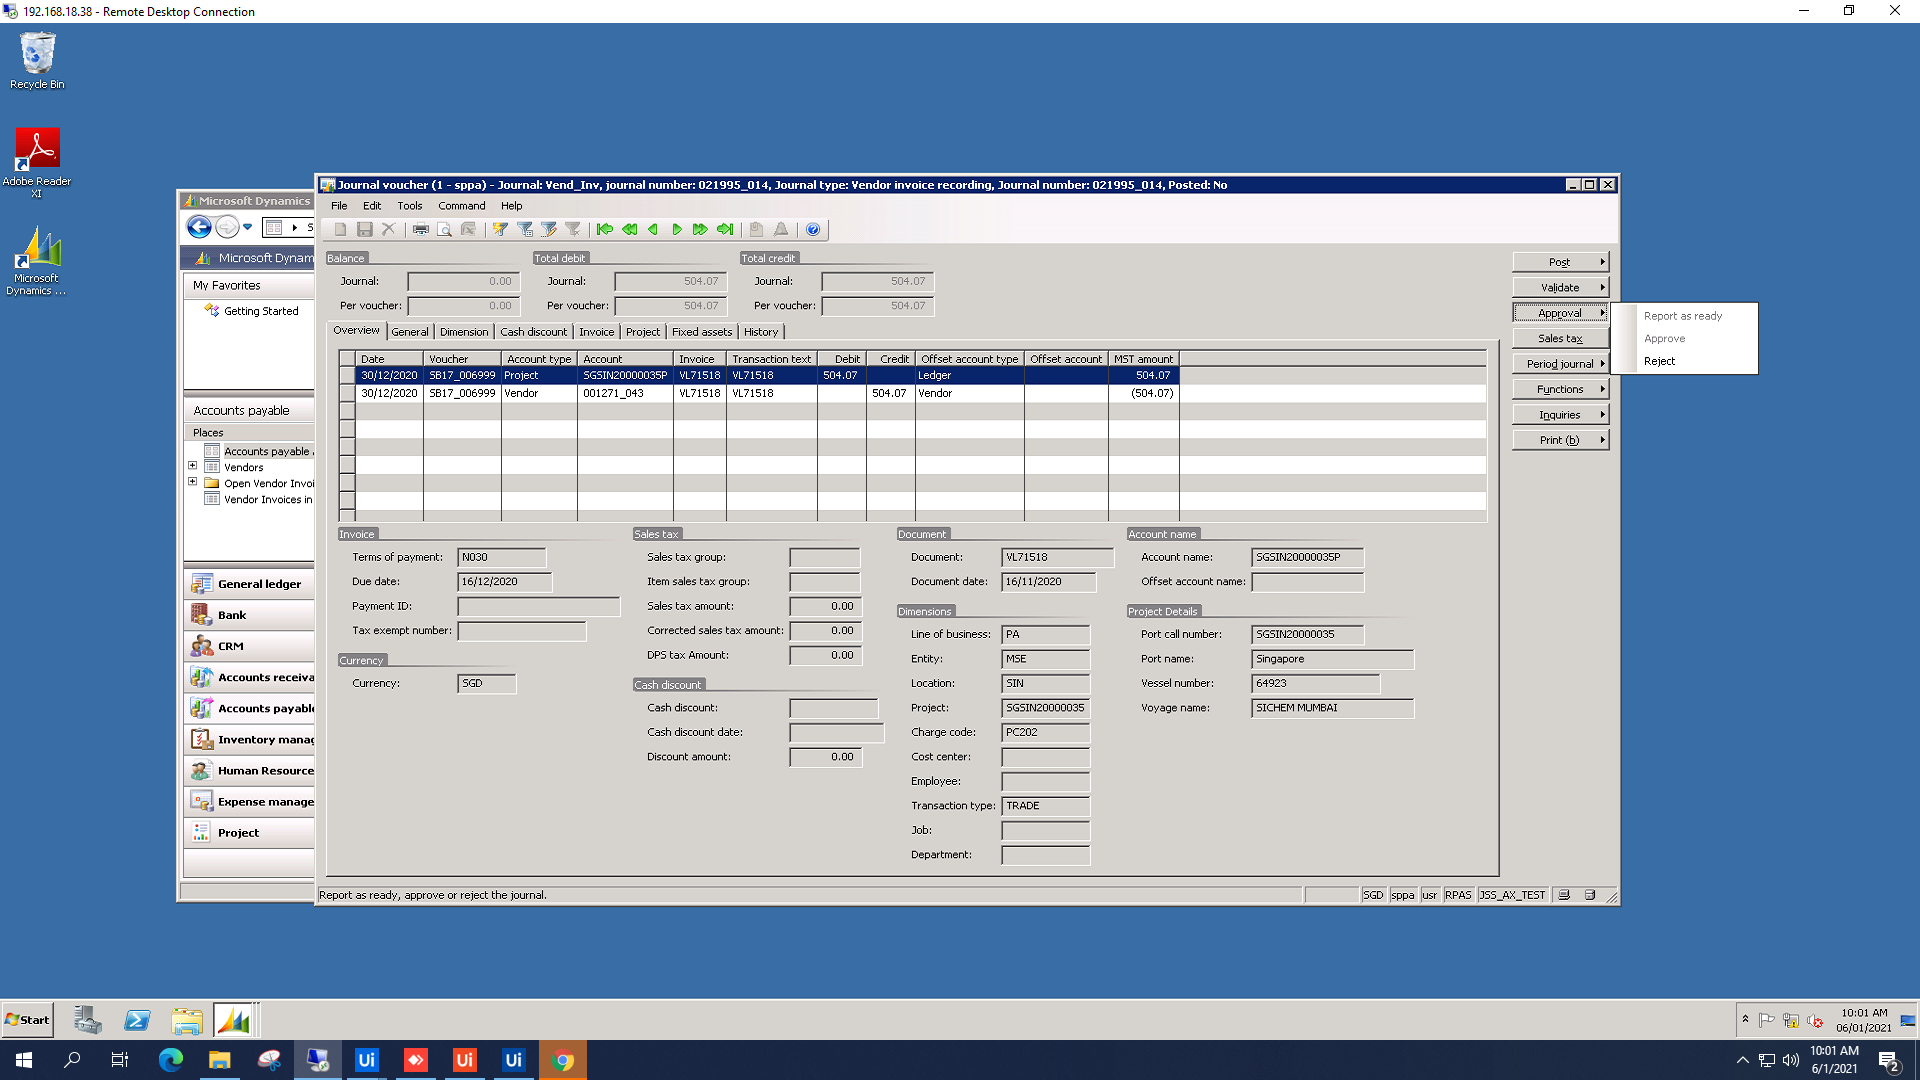 192.168.18.38 - Remote Desktop Connection
Recycle Bin
Adobe Reader
XI
Microsoft
Dynamics ...
Microsoft Dynamics
S
Microsoft Dynam
My Favorites
Getting Started
Accounts payable
Places
Accounts payable
Vendors
Open Vendor Invoi
Vendor Invoices in
General ledger
Bank
CRM
Accounts receiva
Accounts payabl
Inventory manag
Human Resource
Expense manage
Project
Journal voucher (1 - sppa) - Journal: Vend_Inv, journal number: 021995_014, Journal type: Vendor invoice recording, Journal number: 021995_014, Posted: No
File Edit Tools Command Help
Balance Total debit Total credit
Journal: 0.00 Journal: 504.07 Journal: 504.07
Per voucher: 0.00 Per voucher: 504.07 Per voucher: 504.07
Overview General Dimension Cash discount Invoice Project Fixed assets History
Date Voucher Account type Account Invoice Transaction text Debit Credit Offset account type Offset account MST amount
30/12/2020 SB17_006999 Project SGSIN20000035P VL71518 VL71518 504.07 Ledger 504.07
30/12/2020 SB17_006999 Vendor 001271_043 VL71518 VL71518 504.07 Vendor (504.07)
Invoice
Terms of payment: N030
Due date: 16/12/2020
Payment ID:
Tax exempt number:
Currency
Currency: SGD
Sales tax
Sales tax group:
Item sales tax group:
Sales tax amount: 0.00
Corrected sales tax amount: 0.00
DPS tax Amount: 0.00
Cash discount
Cash discount:
Cash discount date:
Discount amount: 0.00
Document
Document: VL71518
Document date: 16/11/2020
Dimensions
Line of business: PA
Entity: MSE
Location: SIN
Project: SGSIN20000035
Charge code: PC202
Cost center:
Employee:
Transaction type: TRADE
Job:
Department:
Account name
Account name: SGSIN20000035P
Offset account name:
Project Details
Port call number: SGSIN20000035
Port name: Singapore
Vessel number: 64923
Voyage name: SICHEM MUMBAI
Post
Validate
Approval
Sales tax
Period journal
Functions
Inquiries
Print (b)
Report as ready
Approve
Reject
Report as ready, approve or reject the journal.
SGD sppa usr RPAS JSS_AX_TEST
Start
10:01 AM
06/01/2021
Ui
Ui
Ui
10:01 AM
6/1/2021
2